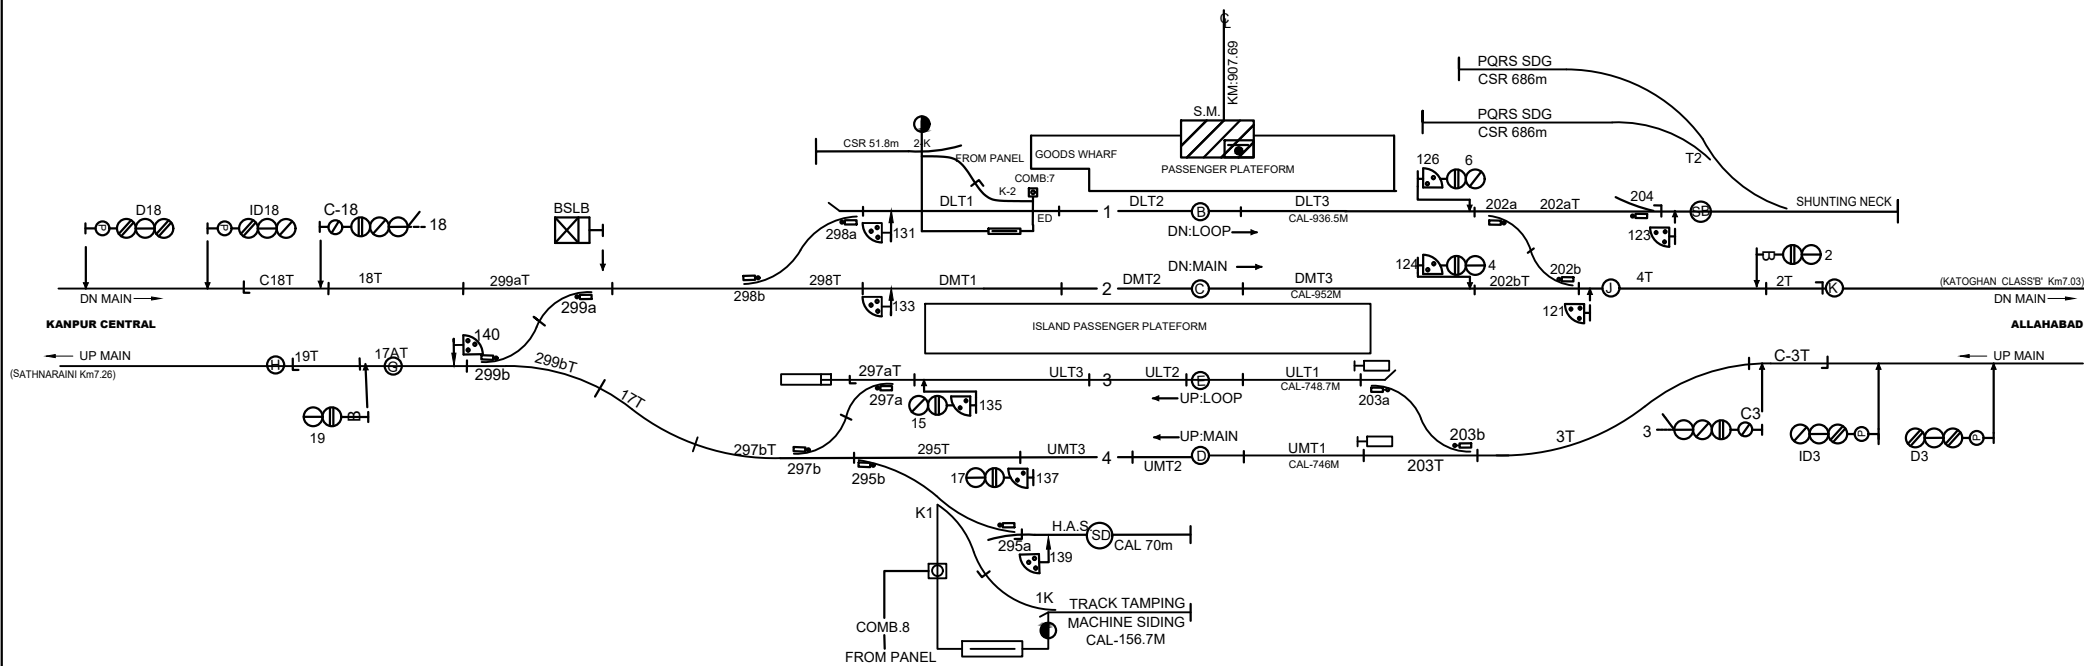 C
L
KM:907.69
PQRS SDG
CSR 686m
S.M.
PQRS SDG
CSR 686m
CSR 51.8m
2-K
FROM PANEL
GOODS WHARF
PASSENGER PLATEFORM
126
6
T2
COMB:7
K-2
D18
P
ID18
P
C-18
18
BSLB
298a
131
DLT1
ED
1
DLT2
B
DLT3
CAL-936.5M
DN:LOOP
202a
202aT
204
SB
123
SHUNTING NECK
DN MAIN
C18T
18T
299aT
299a
298b
298T
133
DMT1
2
DMT2
C
DN:MAIN
DMT3
CAL-952M
124
4
202bT
202b
121
J
4T
B
2
2T
K
(KATOGHAN CLASS'B' Km7.03)
DN MAIN
KANPUR CENTRAL
ALLAHABAD
ISLAND PASSENGER PLATEFORM
UP MAIN
(SATHNARAINI Km7.26)
H
19T
17AT
G
140
299b
299bT
17T
19
B
297aT
297a
15
135
ULT3
3
ULT2
E
ULT1
CAL-748.7M
UP:LOOP
203a
C-3T
UP MAIN
3
C3
ID3
P
D3
P
297bT
297b
295T
295b
UMT3
4
UMT2
D
UP:MAIN
UMT1
CAL-746M
203T
203b
3T
17
137
K1
295a
139
H.A.S.
SD
CAL 70m
1K
TRACK TAMPING
MACHINE SIDING
CAL-156.7M
COMB.8
FROM PANEL